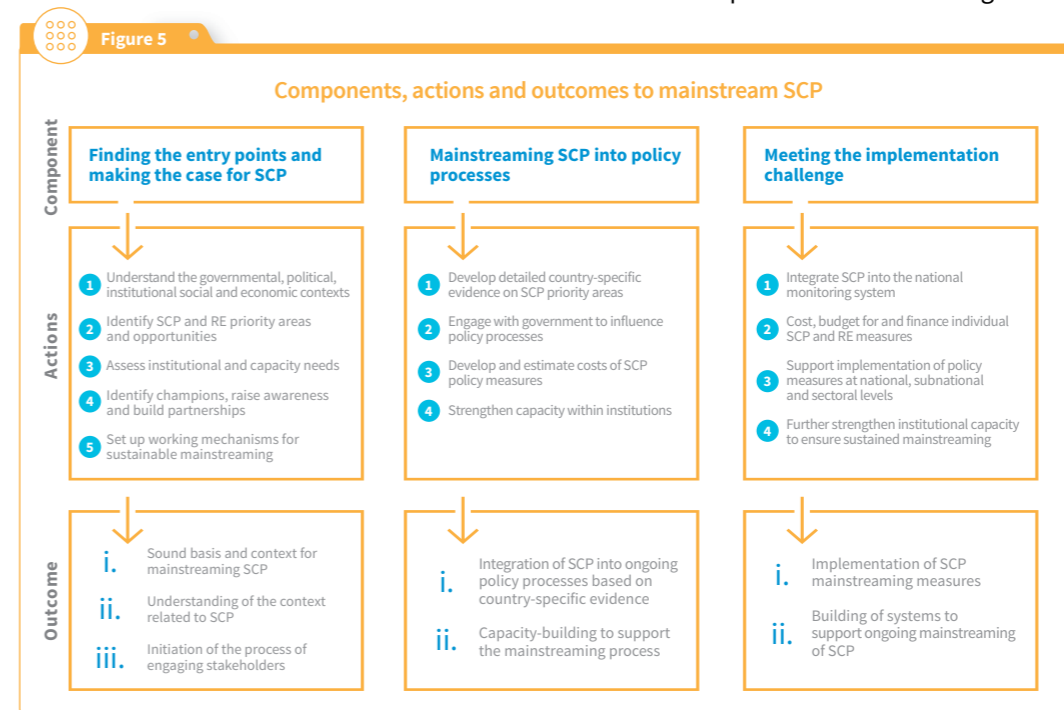 Figure 5
Components, actions and outcomes to mainstream SCP
Component
Finding the entry points and
making the case for SCP
Mainstreaming SCP into policy
processes
Meeting the implementation
challenge
Actions
1 Understand the governmental, political,
institutional social and economic contexts
2 Identify SCP and RE priority areas
and opportunities
3 Assess institutional and capacity needs
4 Identify champions, raise awareness
and build partnerships
5 Set up working mechanisms for
sustainable mainstreaming
1 Develop detailed country-specific
evidence on SCP priority areas
2 Engage with government to influence
policy processes
3 Develop and estimate costs of SCP
policy measures
4 Strengthen capacity within institutions
1 Integrate SCP into the national
monitoring system
2 Cost, budget for and finance individual
SCP and RE measures
3 Support implementation of policy
measures at national, subnational
and sectoral levels
4 Further strengthen institutional capacity
to ensure sustained mainstreaming
Outcome
i. Sound basis and context for
mainstreaming SCP
ii. Understanding of the context
related to SCP
iii. Initiation of the process of
engaging stakeholders
i. Integration of SCP into ongoing
policy processes based on
country-specific evidence
ii. Capacity-building to support
the mainstreaming process
i. Implementation of SCP
mainstreaming measures
ii. Building of systems to
support ongoing mainstreaming
of SCP